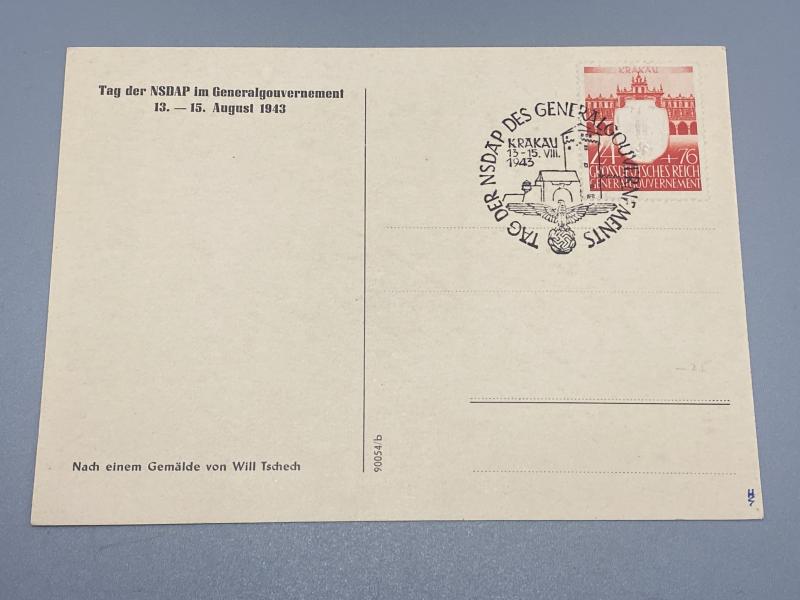 Tag der NSDAP im Generalgouvernement
13. — 15. August 1943
KRAKAU
24 + 76
GROSSDEUTSCHES REICH
GENERALGOUVERNEMENT
TAG DER NSDAP DES GENERALGOUVERNEMENTS
KRAKAU
13-15. VIII.
1943
Nach einem Gemälde von Will Tschech
90054/b